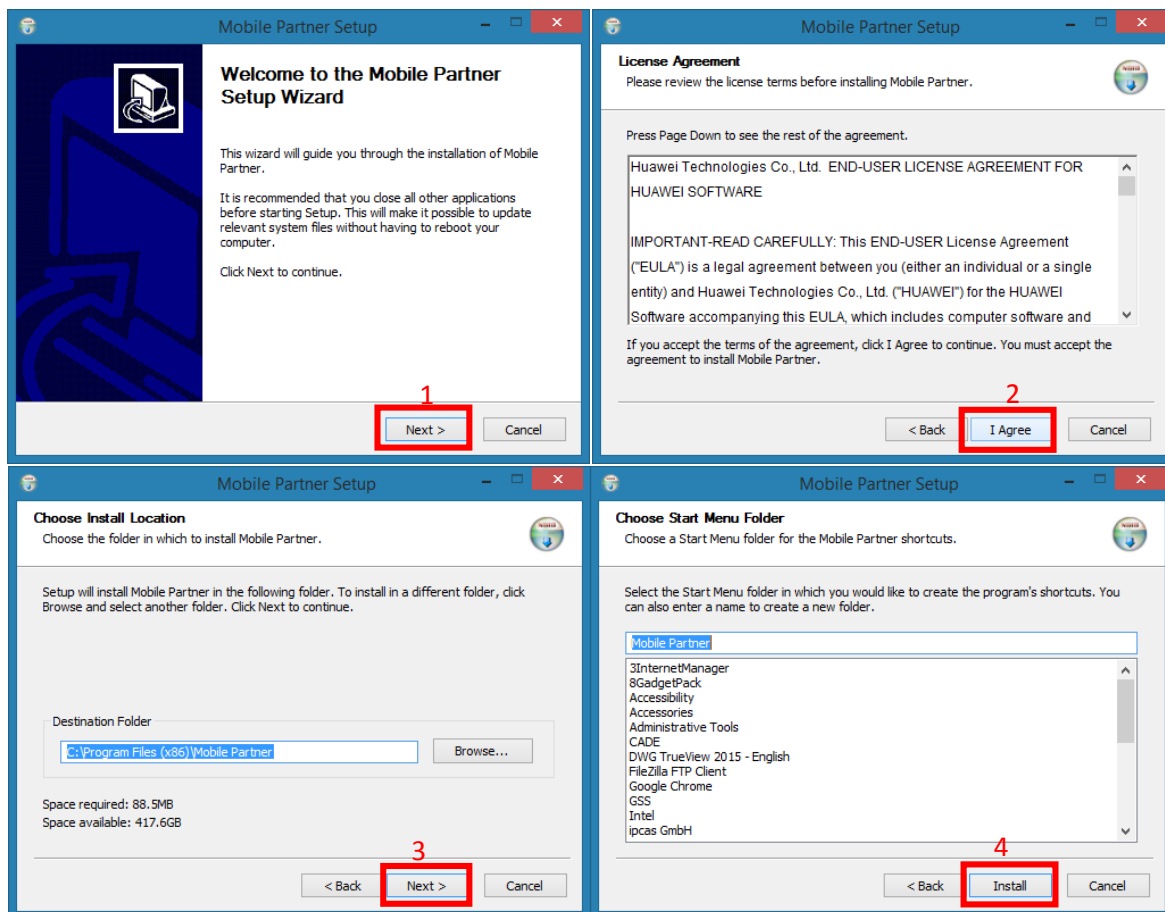 Mobile Partner Setup
Welcome to the Mobile Partner
Setup Wizard
This wizard will guide you through the installation of Mobile
Partner.
It is recommended that you close all other applications
before starting Setup. This will make it possible to update
relevant system files without having to reboot your
computer.
Click Next to continue.
1
Next >
Cancel
Mobile Partner Setup
License Agreement
Please review the license terms before installing Mobile Partner.
Press Page Down to see the rest of the agreement.
Huawei Technologies Co., Ltd. END-USER LICENSE AGREEMENT FOR
HUAWEI SOFTWARE
IMPORTANT-READ CAREFULLY: This END-USER License Agreement
("EULA") is a legal agreement between you (either an individual or a single
entity) and Huawei Technologies Co., Ltd. ("HUAWEI") for the HUAWEI
Software accompanying this EULA, which includes computer software and
If you accept the terms of the agreement, click I Agree to continue. You must accept the
agreement to install Mobile Partner.
2
< Back
I Agree
Cancel
Mobile Partner Setup
Choose Install Location
Choose the folder in which to install Mobile Partner.
Setup will install Mobile Partner in the following folder. To install in a different folder, click
Browse and select another folder. Click Next to continue.
Destination Folder
C:\Program Files (x86)\Mobile Partner
Browse...
Space required: 88.5MB
Space available: 417.6GB
3
< Back
Next >
Cancel
Mobile Partner Setup
Choose Start Menu Folder
Choose a Start Menu folder for the Mobile Partner shortcuts.
Select the Start Menu folder in which you would like to create the program's shortcuts. You
can also enter a name to create a new folder.
Mobile Partner
3InternetManager
8GadgetPack
Accessibility
Accessories
Administrative Tools
CADE
DWG TrueView 2015 - English
FileZilla FTP Client
Google Chrome
GSS
Intel
ipcas GmbH
4
< Back
Install
Cancel